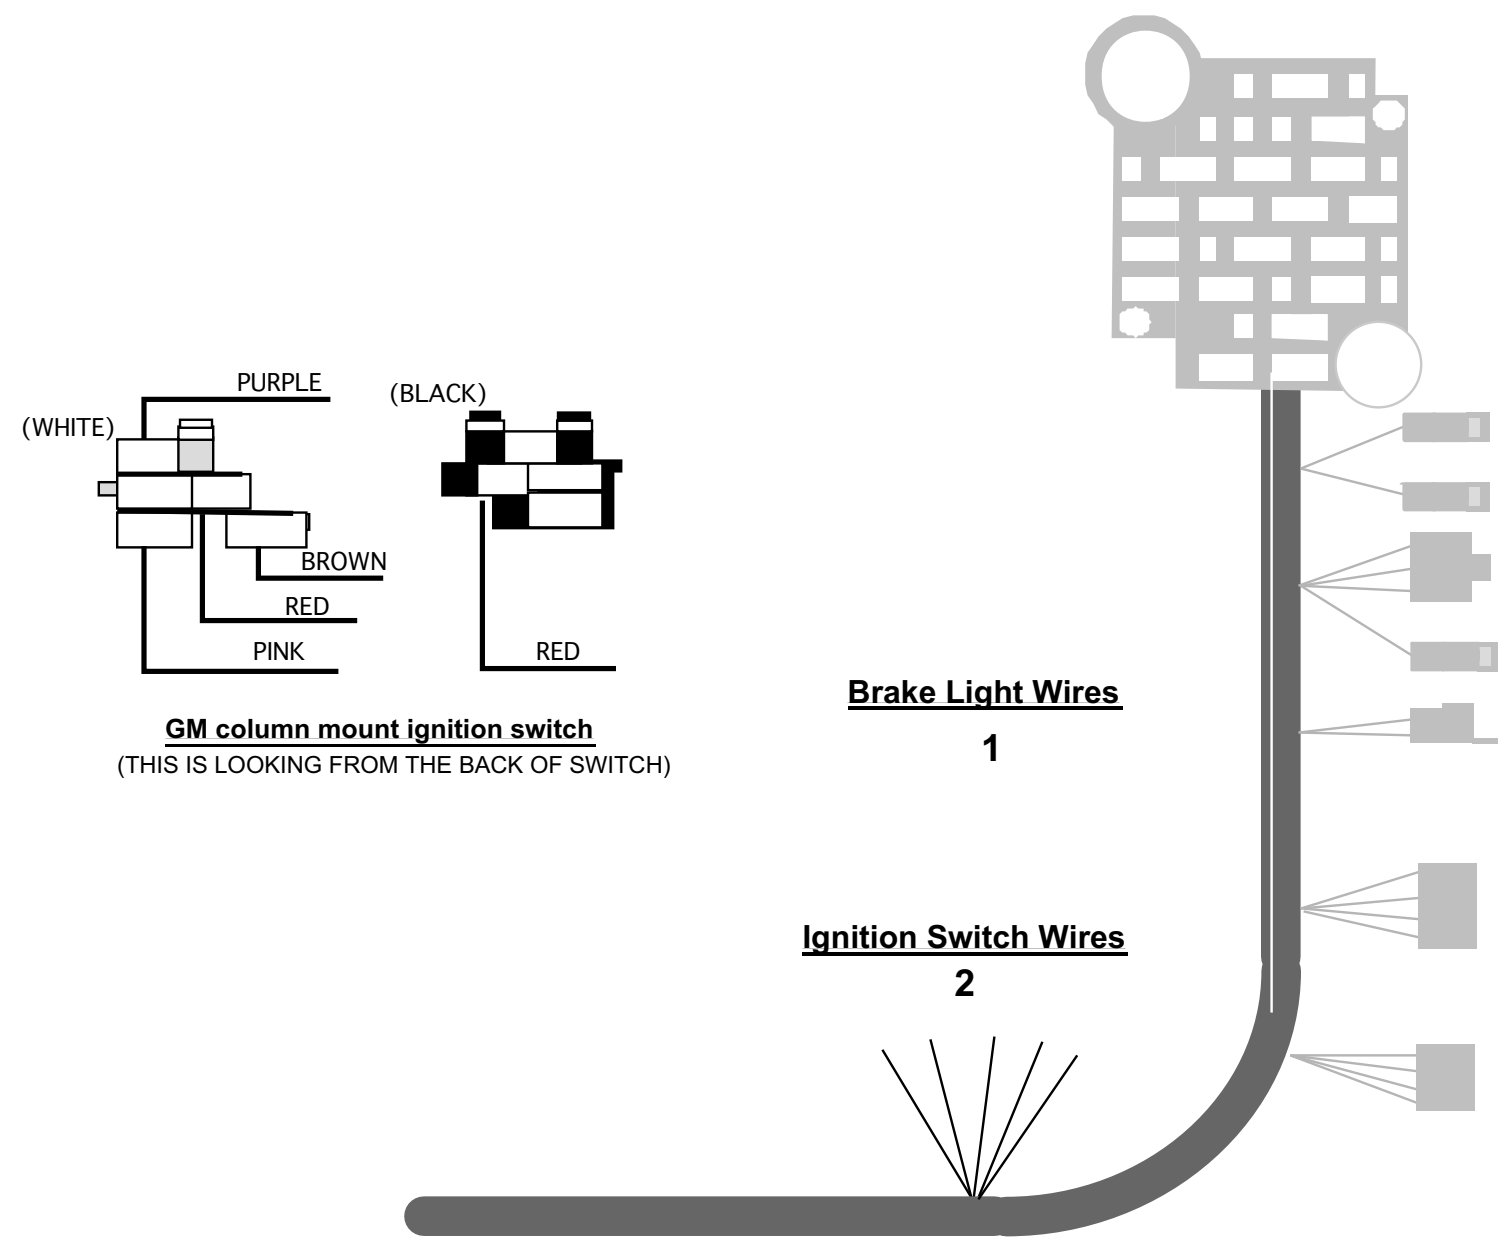 PURPLE
(BLACK)
(WHITE)
BROWN
RED
PINK
RED
GM column mount ignition switch
(THIS IS LOOKING FROM THE BACK OF SWITCH)
Brake Light Wires
1
Ignition Switch Wires
2